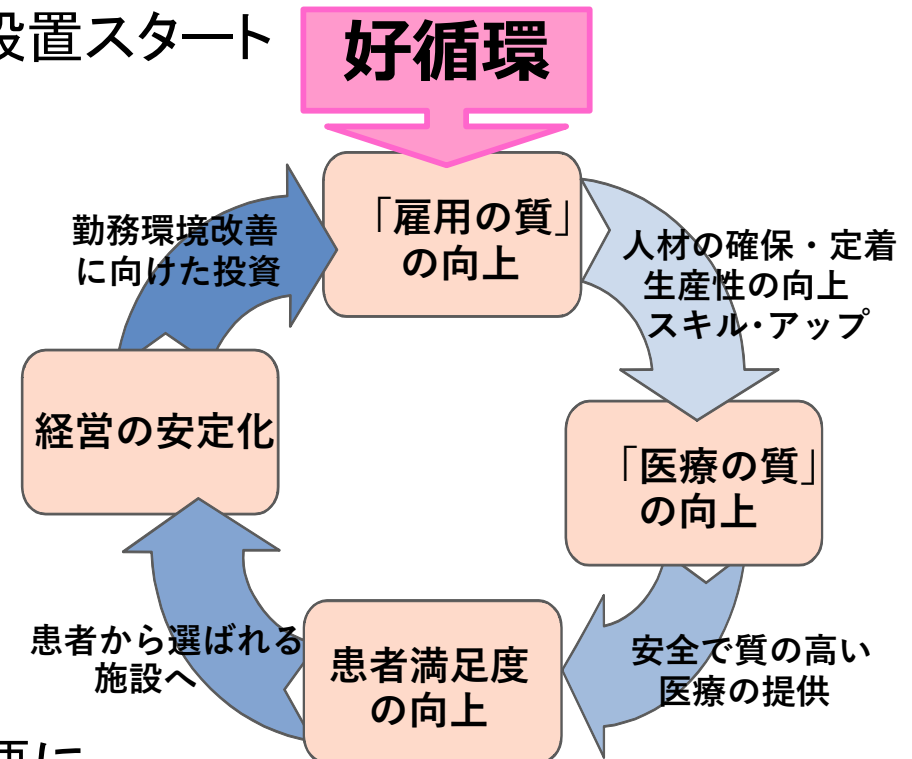 設置スタート
好循環
「雇用の質」
の向上
人材の確保・定着
生産性の向上
スキル・アップ
「医療の質」
の向上
安全で質の高い
医療の提供
患者満足度
の向上
患者から選ばれる
施設へ
経営の安定化
勤務環境改善
に向けた投資
に